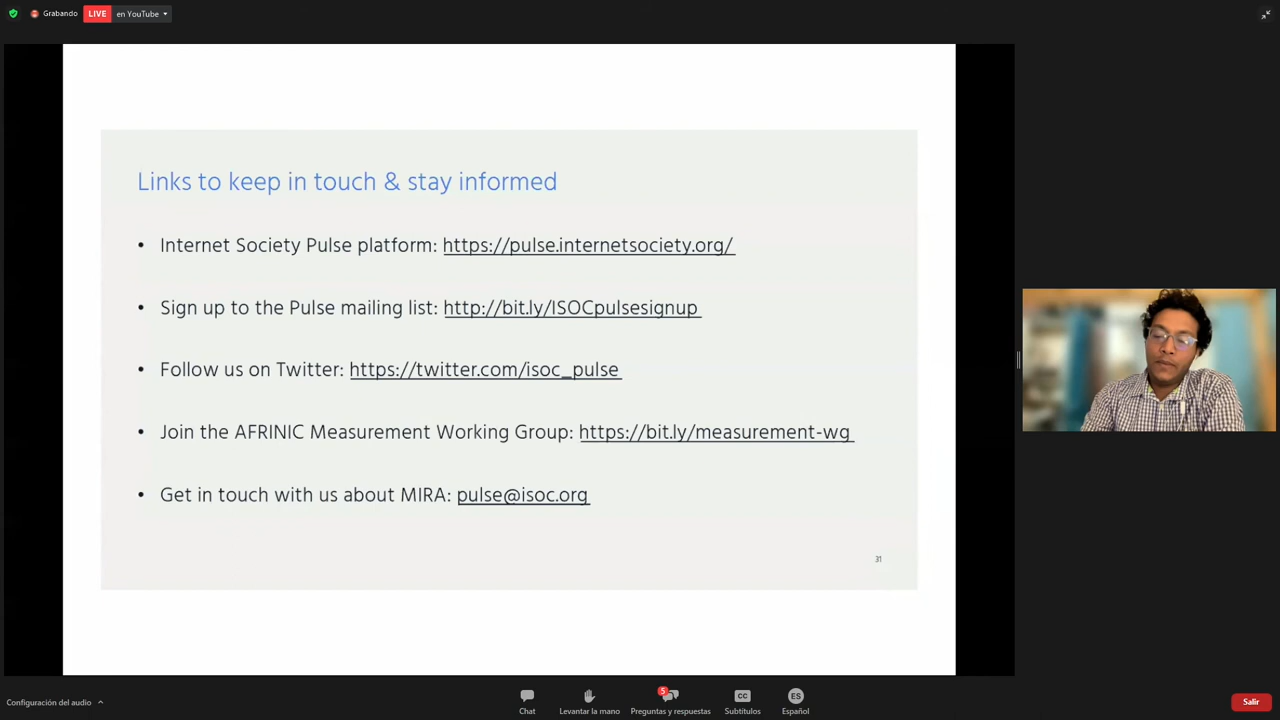 Grabando
LIVE en YouTube
Links to keep in touch & stay informed
• Internet Society Pulse platform: https://pulse.internetsociety.org/
• Sign up to the Pulse mailing list: http://bit.ly/ISOCpulsesignup
• Follow us on Twitter: https://twitter.com/isoc_pulse
• Join the AFRINIC Measurement Working Group: https://bit.ly/measurement-wg
• Get in touch with us about MIRA: pulse@isoc.org
31
Configuración del audio
Chat
Levantar la mano
5
Preguntas y respuestas
CC
Subtítulos
ES
Español
Salir